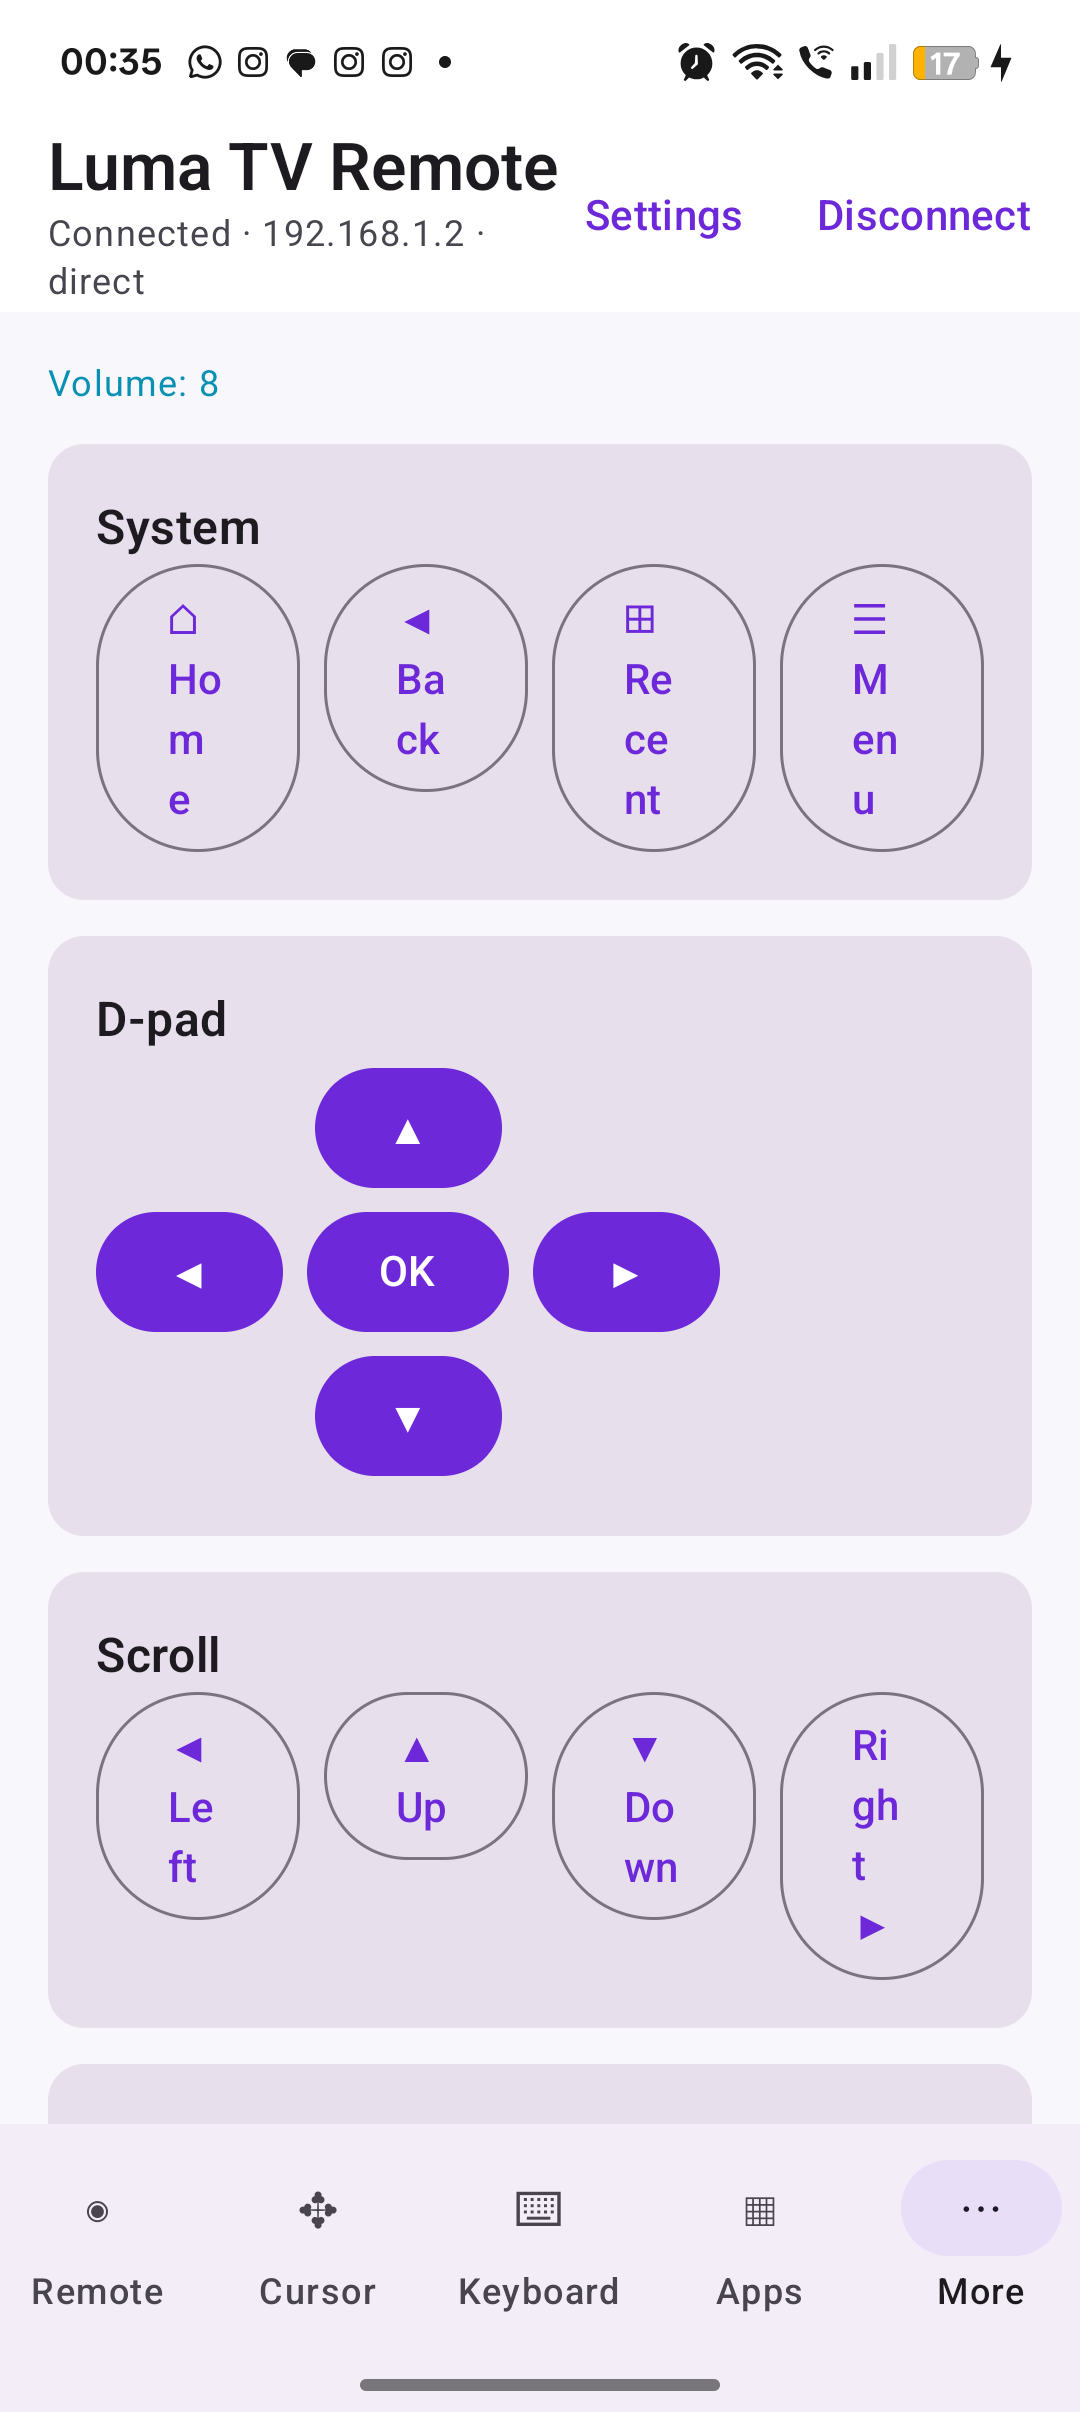 00:35
17
Luma TV Remote
Connected · 192.168.1.2 ·
direct
Settings
Disconnect
Volume: 8
System
⌂
Ho
m
e
◀
Ba
ck
⊞
Re
ce
nt
☰
M
en
u
D-pad
▲
◀ OK ▶
▼
Scroll
◀
Le
ft
▲
Up
▼
Do
wn
Ri
gh
t
▶
Remote
Cursor
Keyboard
Apps
More